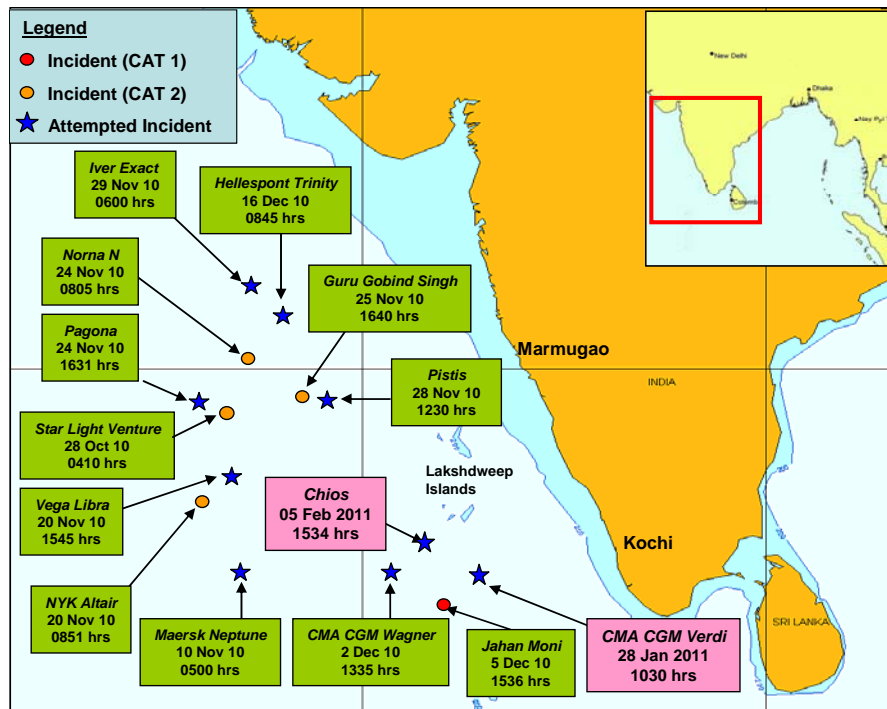 Legend
Incident (CAT 1)
Incident (CAT 2)
Attempted Incident
New Delhi
Dhaka
Iver Exact
29 Nov 10
0600 hrs
Hellespont Trinity
16 Dec 10
0845 hrs
Norna N
24 Nov 10
0805 hrs
Guru Gobind Singh
25 Nov 10
1640 hrs
Pagona
24 Nov 10
1631 hrs
Marmugao
INDIA
Pistis
28 Nov 10
1230 hrs
Star Light Venture
28 Oct 10
0410 hrs
Lakshdweep
Islands
Vega Libra
20 Nov 10
1545 hrs
Chios
05 Feb 2011
1534 hrs
Kochi
NYK Altair
20 Nov 10
0851 hrs
Maersk Neptune
10 Nov 10
0500 hrs
CMA CGM Wagner
2 Dec 10
1335 hrs
Jahan Moni
5 Dec 10
1536 hrs
CMA CGM Verdi
28 Jan 2011
1030 hrs
SRI LANKA
200
200
200